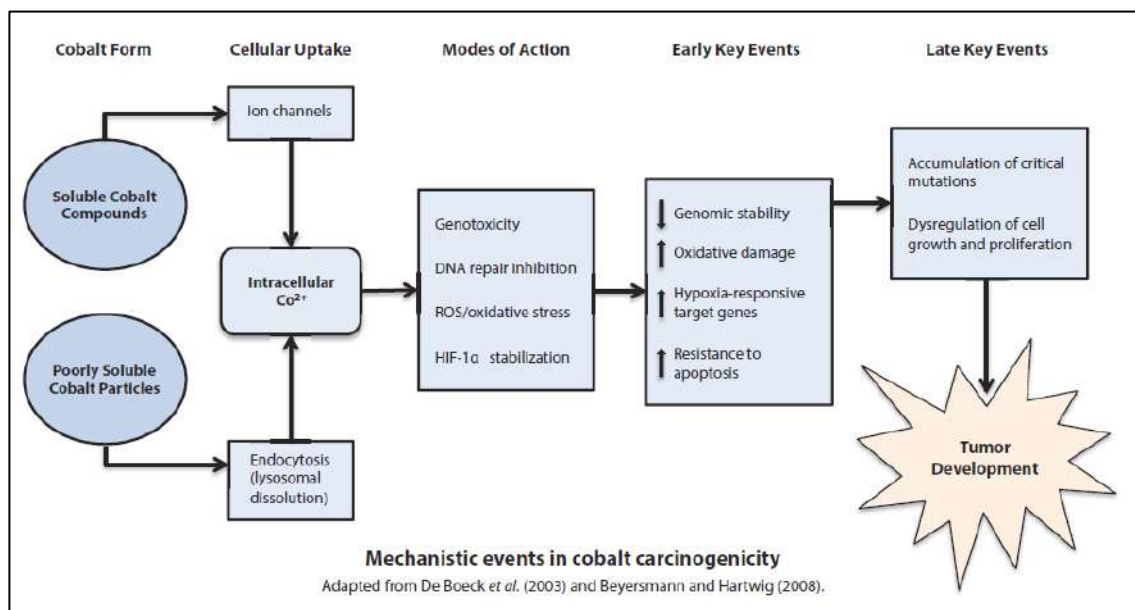 Cobalt Form
Cellular Uptake
Modes of Action
Early Key Events
Late Key Events
Soluble Cobalt
Compounds
Poorly Soluble
Cobalt Particles
Ion channels
Intracellular
Co²⁺
Endocytosis
(lysosomal
dissolution)
Genotoxicity
DNA repair inhibition
ROS/oxidative stress
HIF-1α stabilization
Genomic stability
Oxidative damage
Hypoxia-responsive
target genes
Resistance to
apoptosis
Accumulation of critical
mutations
Dysregulation of cell
growth and proliferation
Tumor
Development
Mechanistic events in cobalt carcinogenicity
Adapted from De Boeck et al. (2003) and Beyersmann and Hartwig (2008).